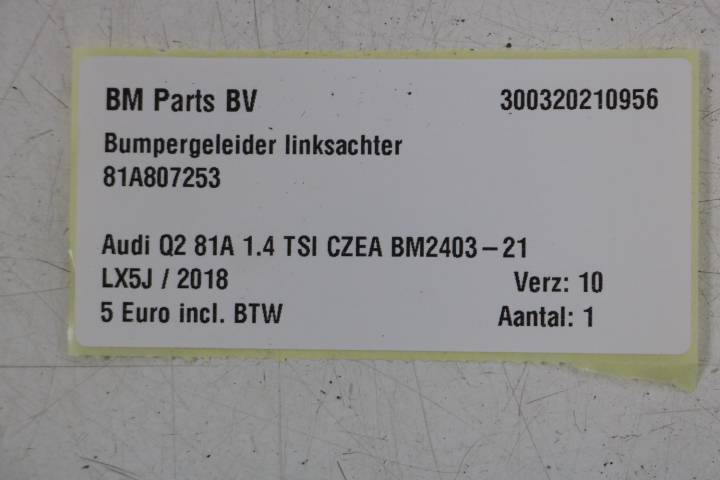 BM Parts BV 300320210956
Bumpergeleider linksachter
81A807253
Audi Q2 81A 1.4 TSI CZEA BM2403-21
LX5J / 2018 Verz: 10
5 Euro incl. BTW Aantal: 1